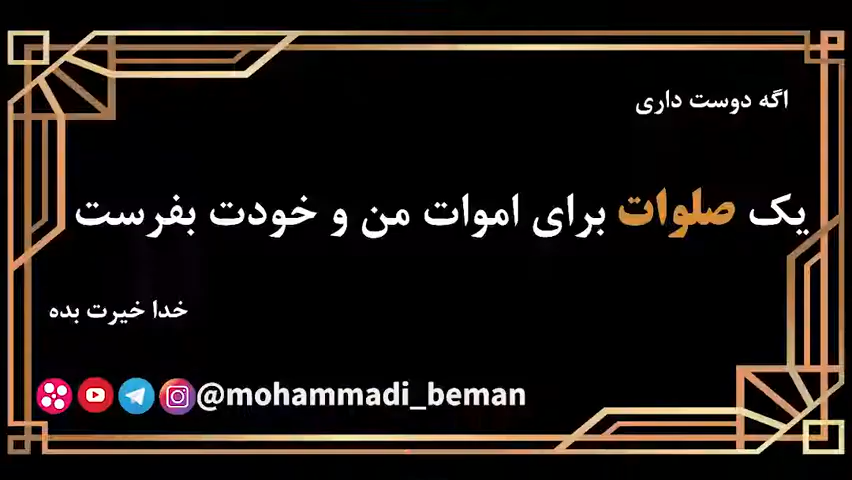 اگه دوست داری
یک صلوات برای اموات من و خودت بفرست
خدا خیرت بده
@mohammadi_beman